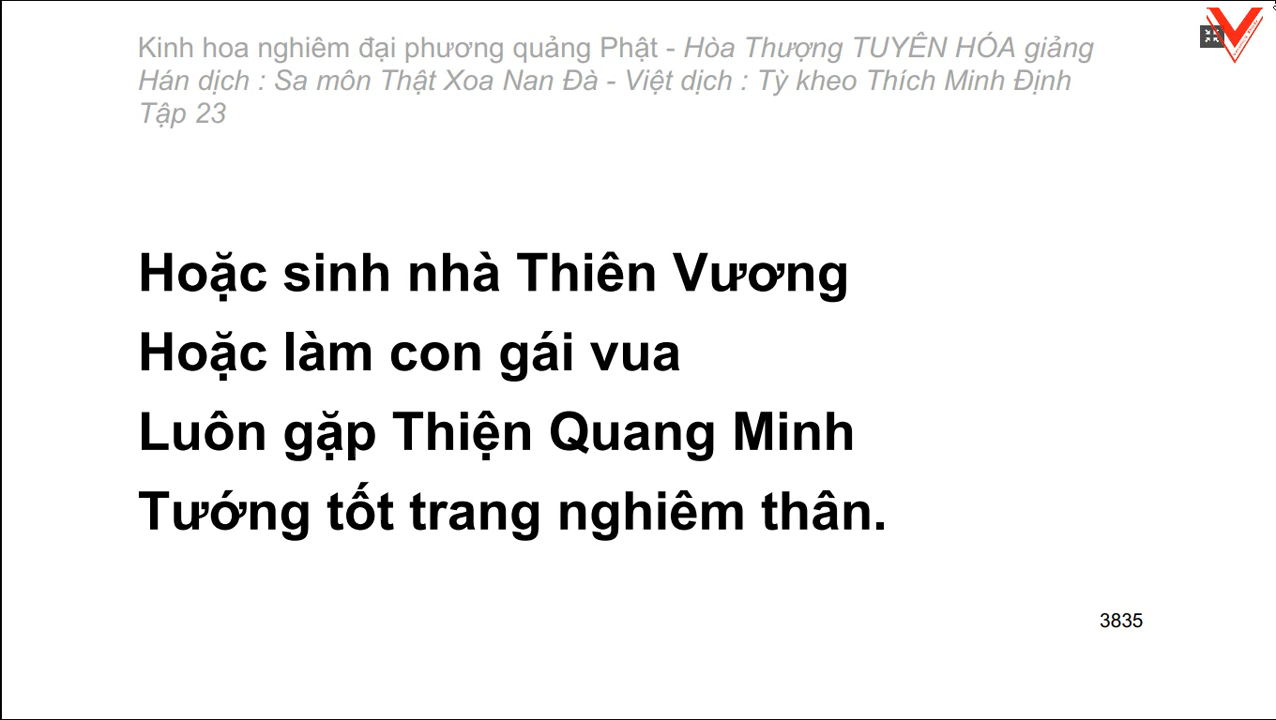 Kinh hoa nghiêm đại phương quảng Phật - Hòa Thượng TUYÊN HÓA giảng
Hán dịch : Sa môn Thật Xoa Nan Đà - Việt dịch : Tỳ kheo Thích Minh Định
Tập 23
Hoặc sinh nhà Thiên Vương
Hoặc làm con gái vua
Luôn gặp Thiện Quang Minh
Tướng tốt trang nghiêm thân.
3835